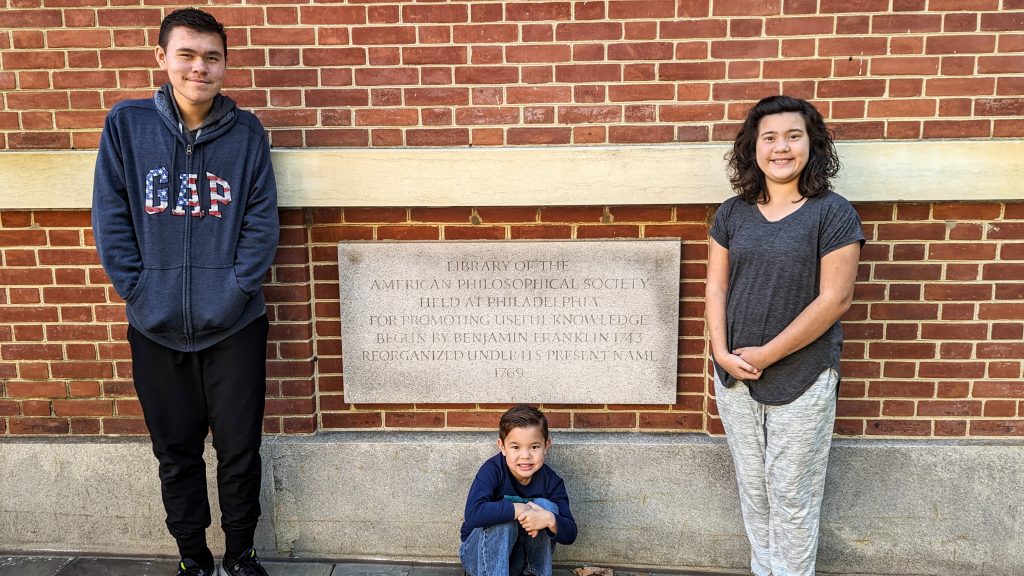 GAP
LIBRARY OF THE
AMERICAN PHILOSOPHICAL SOCIETY
HELD AT PHILADELPHIA
FOR PROMOTING USEFUL KNOWLEDGE
BEGUN BY BENJAMIN FRANKLIN 1743
REORGANIZED UNDER ITS PRESENT NAME
1769